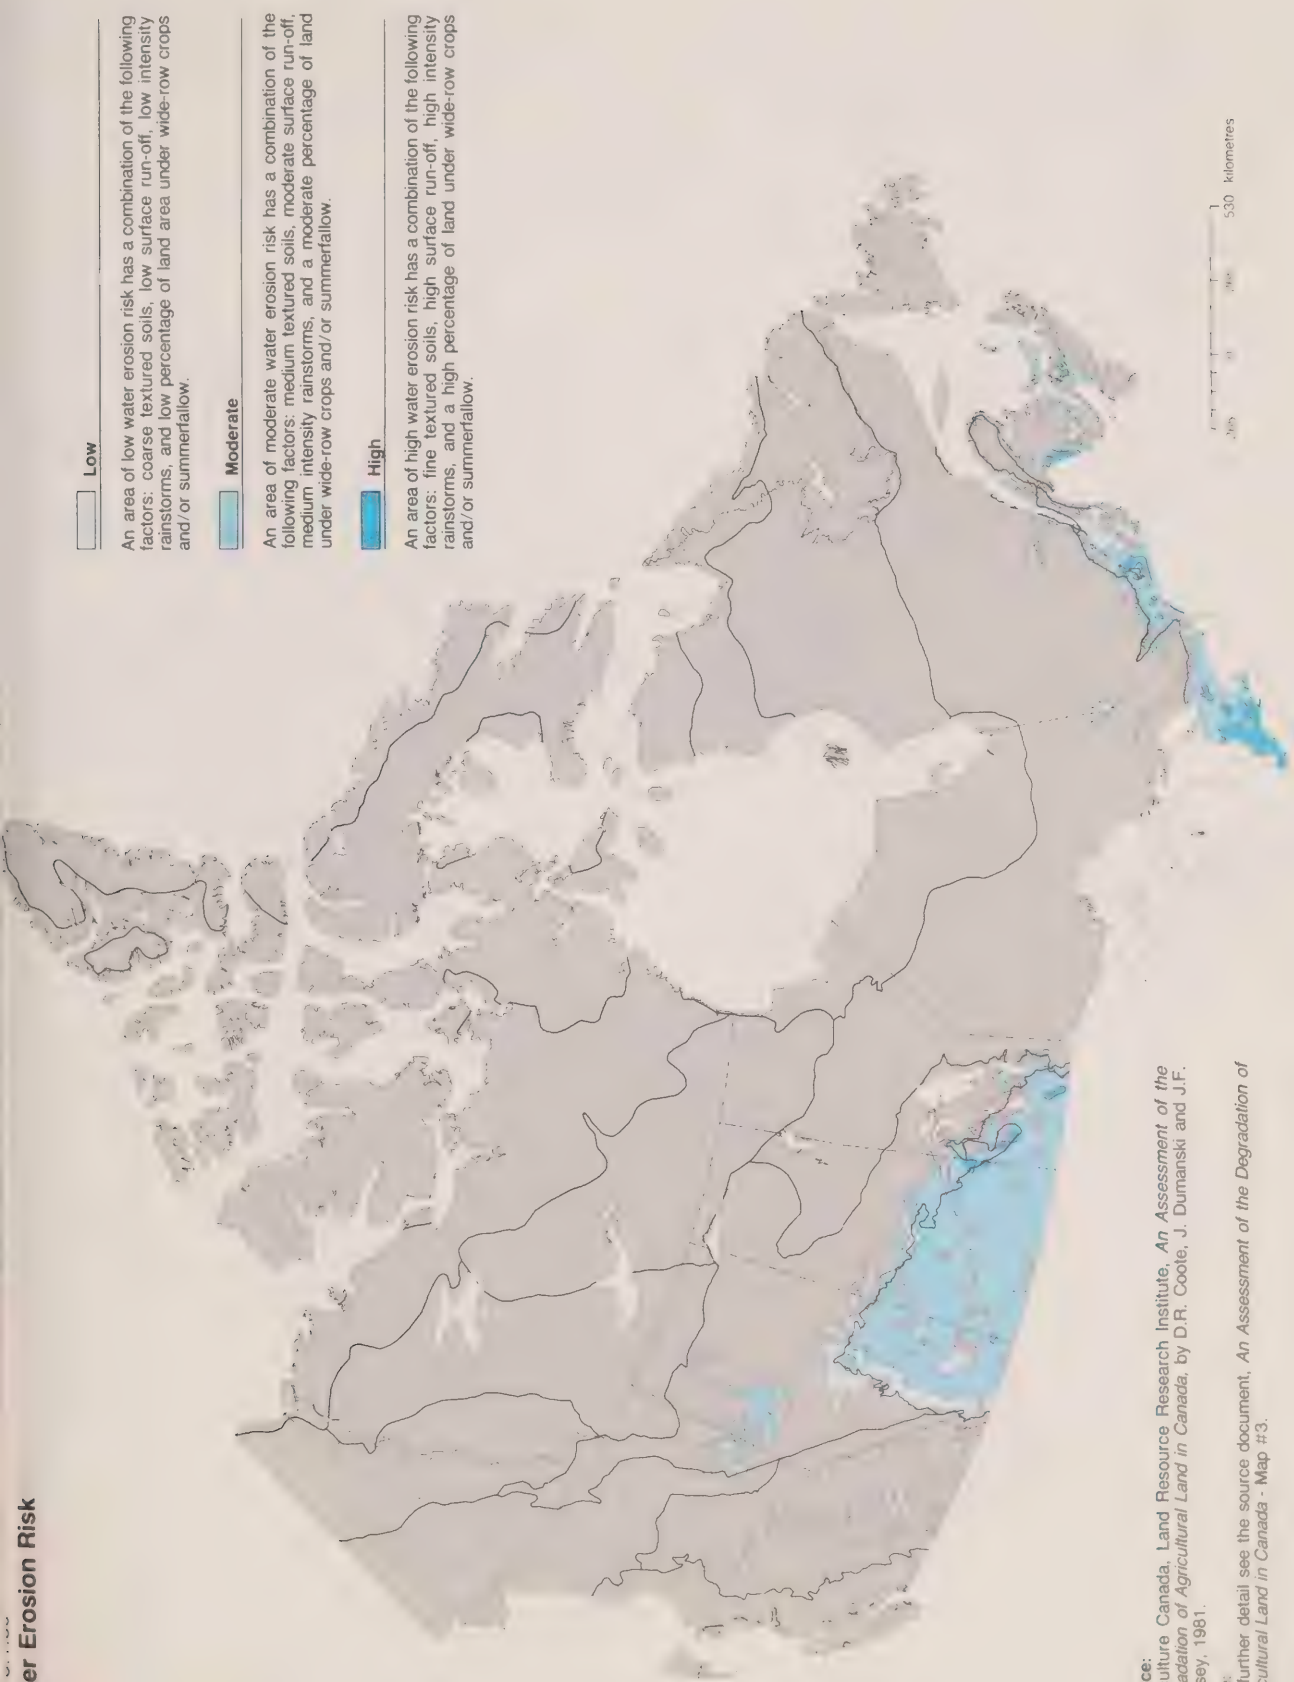 er Erosion Risk
Low
An area of low water erosion risk has a combination of the following
factors: coarse textured soils, low surface run-off, low intensity
rainstorms, and low percentage of land area under wide-row crops
and/or summerfallow.
Moderate
An area of moderate water erosion risk has a combination of the
following factors: medium textured soils, moderate surface run-off,
medium intensity rainstorms, and a moderate percentage of land
under wide-row crops and/or summerfallow.
High
An area of high water erosion risk has a combination of the following
factors: fine textured soils, high surface run-off, high intensity
rainstorms, and a high percentage of land under wide-row crops
and/or summerfallow.
530 kilometres
ce:
ulture Canada, Land Resource Research Institute, An Assessment of the
adation of Agricultural Land in Canada, by D.R. Coote, J. Dumanski and J.F.
sey, 1981.
further detail see the source document, An Assessment of the Degradation of
cultural Land in Canada - Map #3.